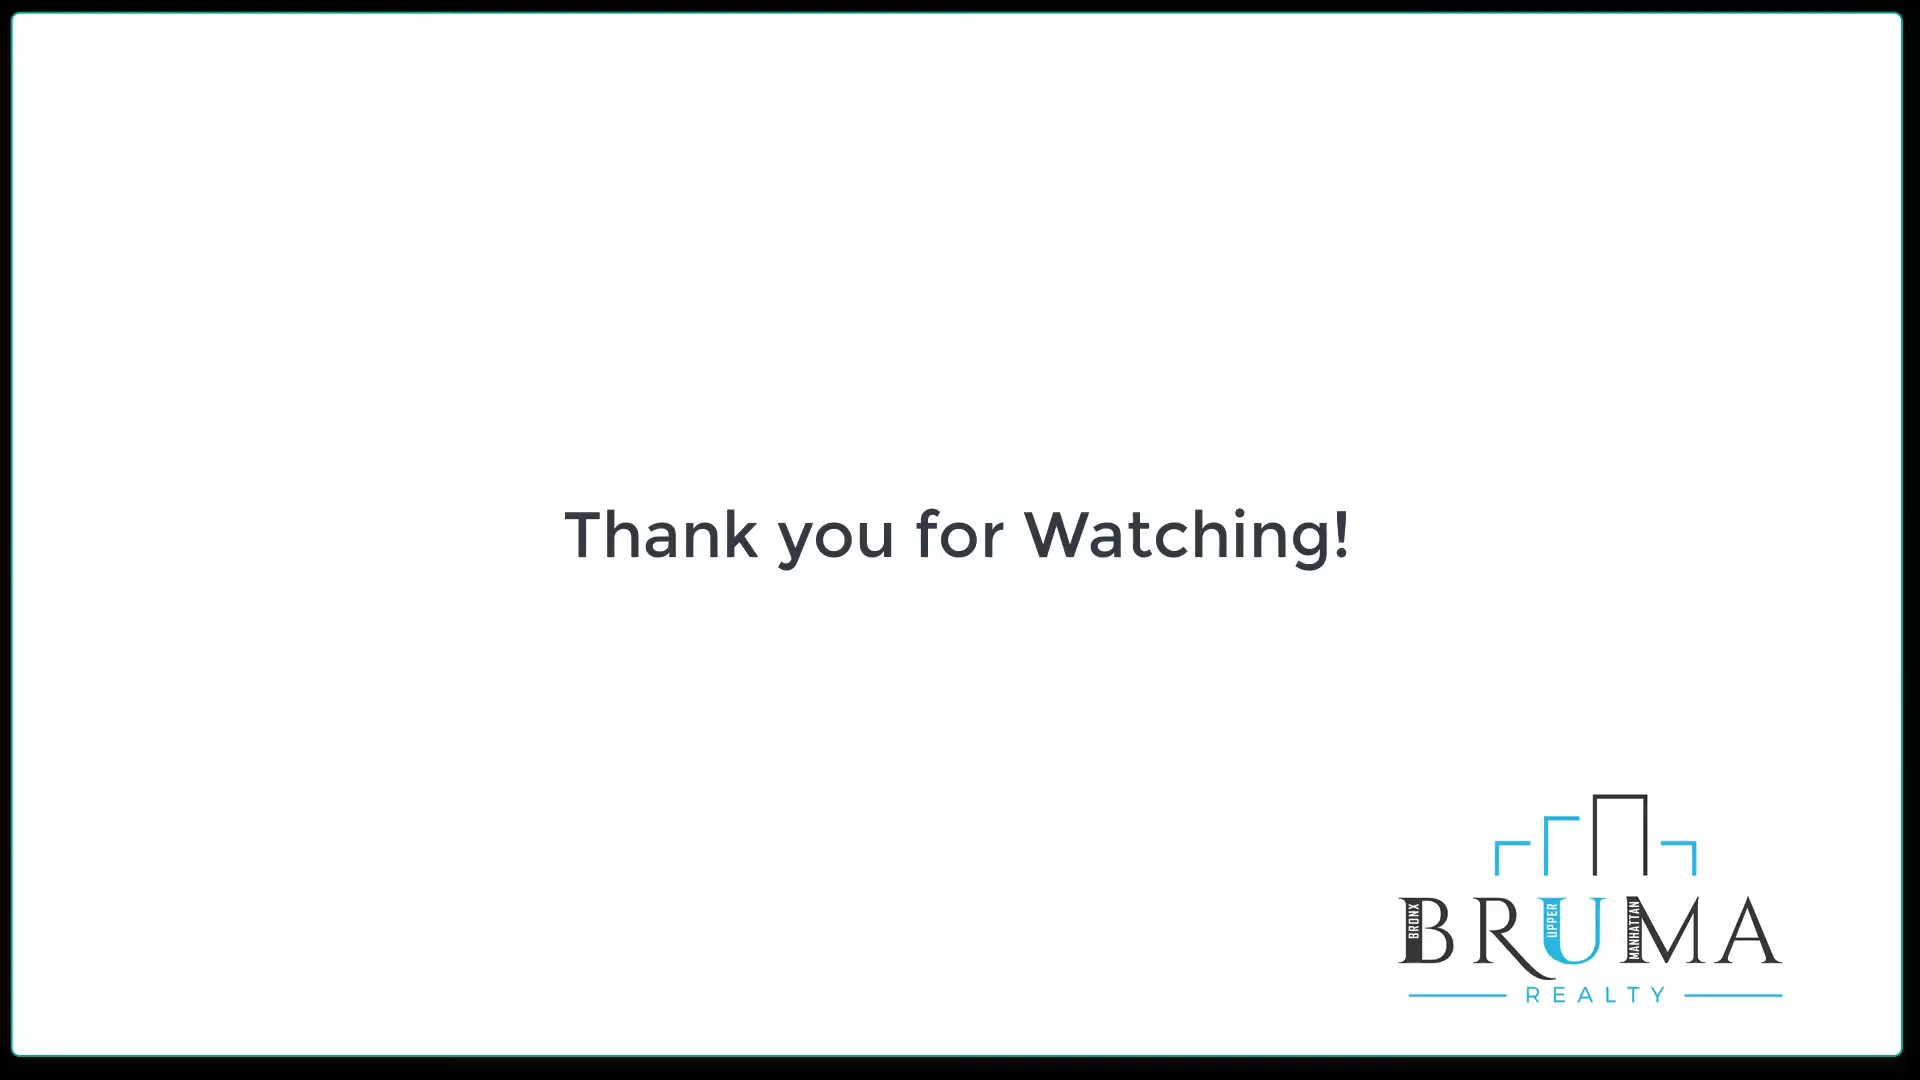 Thank you for Watching!
BRONX
UPPER
MANHATTAN
BRUMA
REALTY